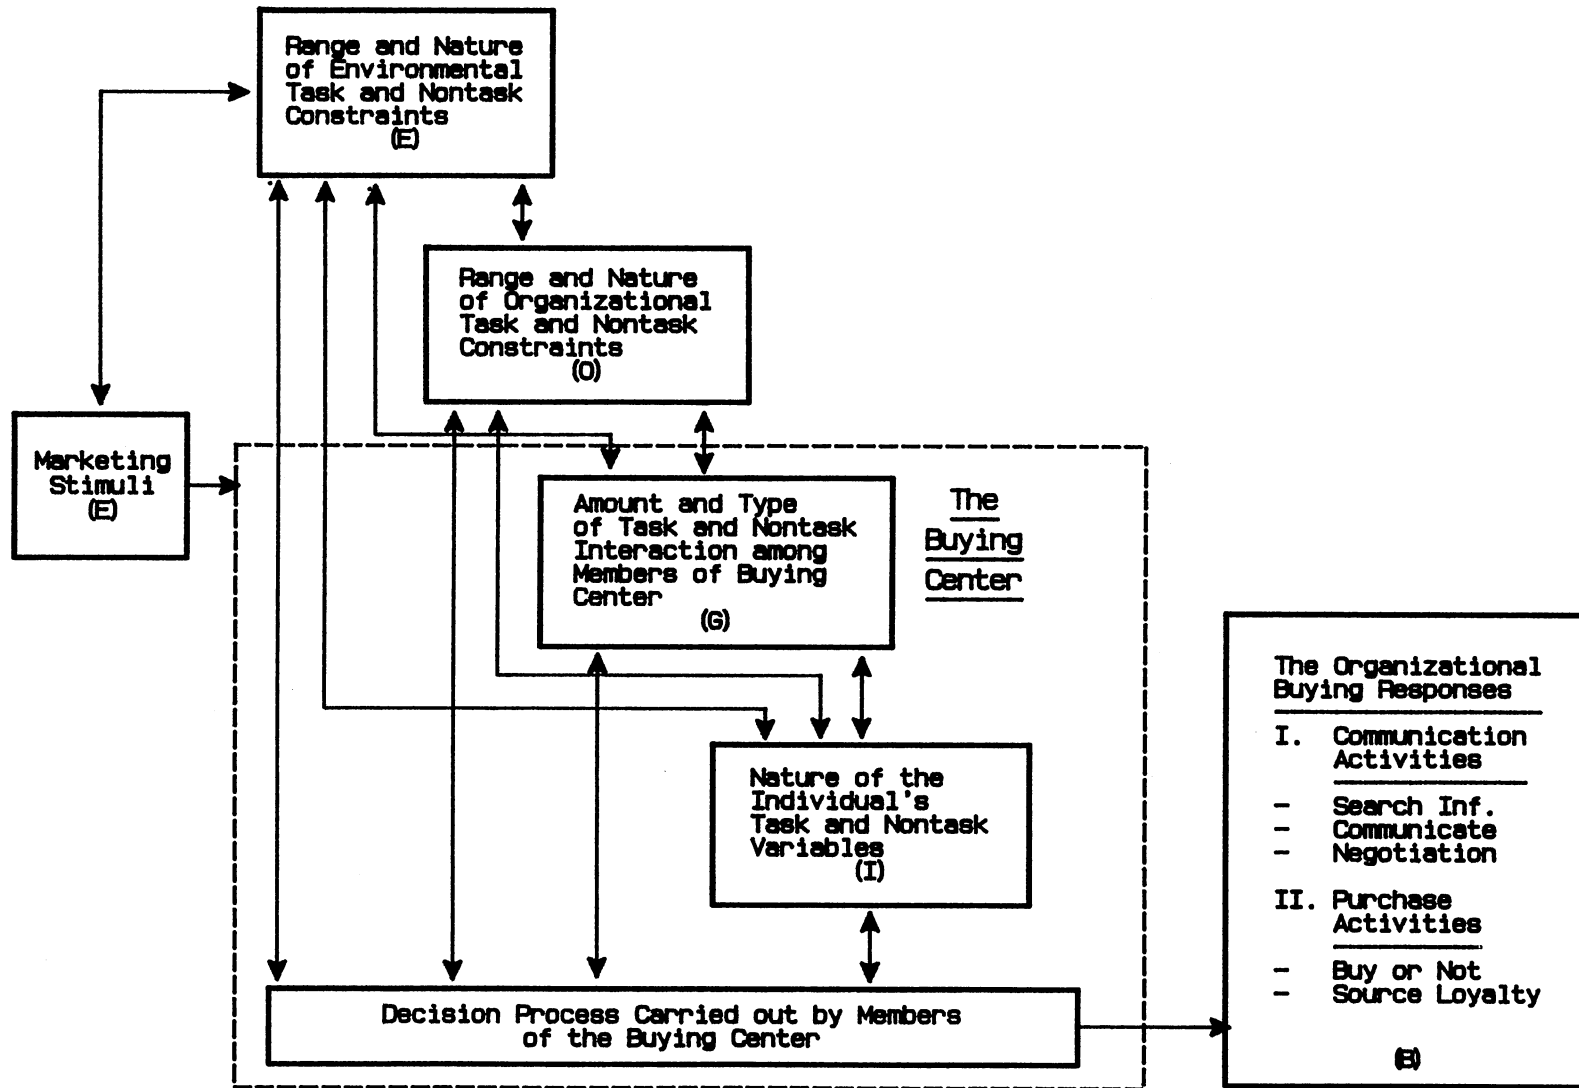 Range and Nature
of Environmental
Task and Nontask
Constraints
(E)
Range and Nature
of Organizational
Task and Nontask
Constraints
(O)
Marketing
Stimuli
(E)
Amount and Type
of Task and Nontask
Interaction among
Members of Buying
Center
(G)
The
Buying
Center
Nature of the
Individual's
Task and Nontask
Variables
(I)
Decision Process Carried out by Members
of the Buying Center
The Organizational
Buying Responses
I. Communication
Activities
- Search Inf.
- Communicate
- Negotiation
II. Purchase
Activities
- Buy or Not
- Source Loyalty
(B)